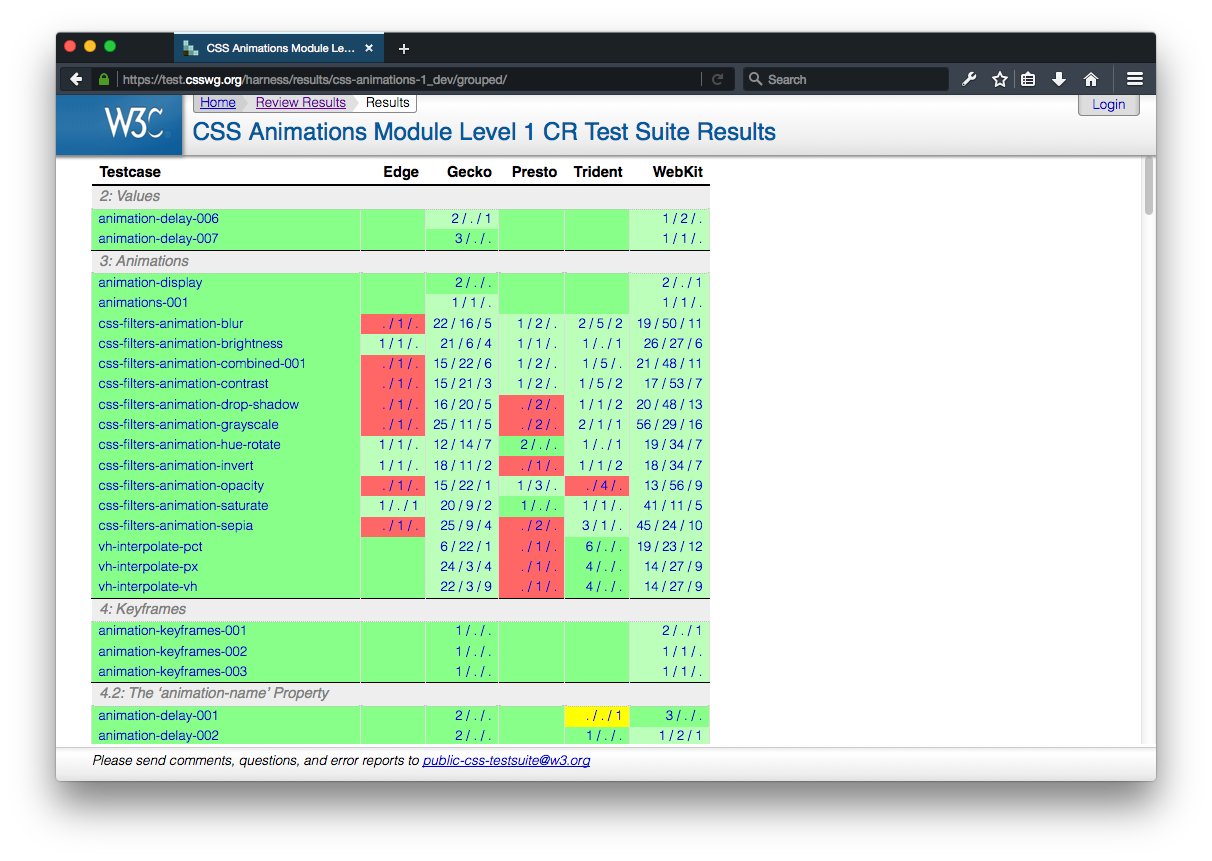 CSS Animations Module Le... × +
https://test.csswg.org/harness/results/css-animations-1_dev/grouped/ Search
W3C
Home Review Results Results Login
CSS Animations Module Level 1 CR Test Suite Results
Testcase Edge Gecko Presto Trident WebKit
2: Values
animation-delay-006 2 / . / 1 1 / 2 / .
animation-delay-007 3 / . / . 1 / 1 / .
3: Animations
animation-display 2 / . / . 2 / . / 1
animations-001 1 / 1 / . 1 / 1 / .
css-filters-animation-blur . / 1 / . 22 / 16 / 5 1 / 2 / . 2 / 5 / 2 19 / 50 / 11
css-filters-animation-brightness 1 / 1 / . 21 / 6 / 4 1 / 1 / . 1 / . / 1 26 / 27 / 6
css-filters-animation-combined-001 . / 1 / . 15 / 22 / 6 1 / 2 / . 1 / 5 / . 21 / 48 / 11
css-filters-animation-contrast . / 1 / . 15 / 21 / 3 1 / 2 / . 1 / 5 / 2 17 / 53 / 7
css-filters-animation-drop-shadow . / 1 / . 16 / 20 / 5 . / 2 / . 1 / 1 / 2 20 / 48 / 13
css-filters-animation-grayscale . / 1 / . 25 / 11 / 5 . / 2 / . 2 / 1 / 1 56 / 29 / 16
css-filters-animation-hue-rotate 1 / 1 / . 12 / 14 / 7 2 / . / . 1 / . / 1 19 / 34 / 7
css-filters-animation-invert 1 / 1 / . 18 / 11 / 2 . / 1 / . 1 / 1 / 2 18 / 34 / 7
css-filters-animation-opacity . / 1 / . 15 / 22 / 1 1 / 3 / . . / 4 / . 13 / 56 / 9
css-filters-animation-saturate 1 / . / 1 20 / 9 / 2 1 / . / . 1 / 1 / . 41 / 11 / 5
css-filters-animation-sepia . / 1 / . 25 / 9 / 4 . / 2 / . 3 / 1 / . 45 / 24 / 10
vh-interpolate-pct 6 / 22 / 1 . / 1 / . 6 / . / . 19 / 23 / 12
vh-interpolate-px 24 / 3 / 4 . / 1 / . 4 / . / . 14 / 27 / 9
vh-interpolate-vh 22 / 3 / 9 . / 1 / . 4 / . / . 14 / 27 / 9
4: Keyframes
animation-keyframes-001 1 / . / . 2 / . / 1
animation-keyframes-002 1 / . / . 1 / 1 / .
animation-keyframes-003 1 / . / . 1 / 1 / .
4.2: The ‘animation-name’ Property
animation-delay-001 2 / . / . . / . / 1 3 / . / .
animation-delay-002 2 / . / . 1 / . / . 1 / 2 / 1
Please send comments, questions, and error reports to public-css-testsuite@w3.org